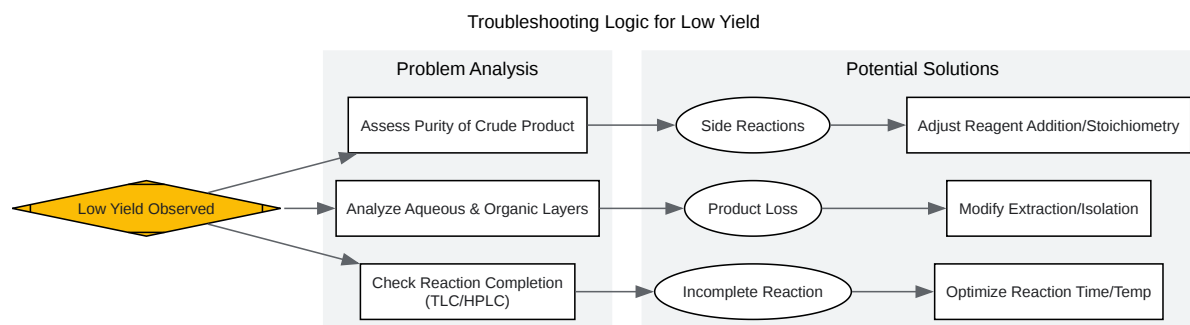 Troubleshooting Logic for Low Yield
Problem Analysis
Potential Solutions
Assess Purity of Crude Product
Side Reactions
Adjust Reagent Addition/Stoichiometry
Low Yield Observed
Analyze Aqueous & Organic Layers
Product Loss
Modify Extraction/Isolation
Check Reaction Completion
(TLC/HPLC)
Incomplete Reaction
Optimize Reaction Time/Temp